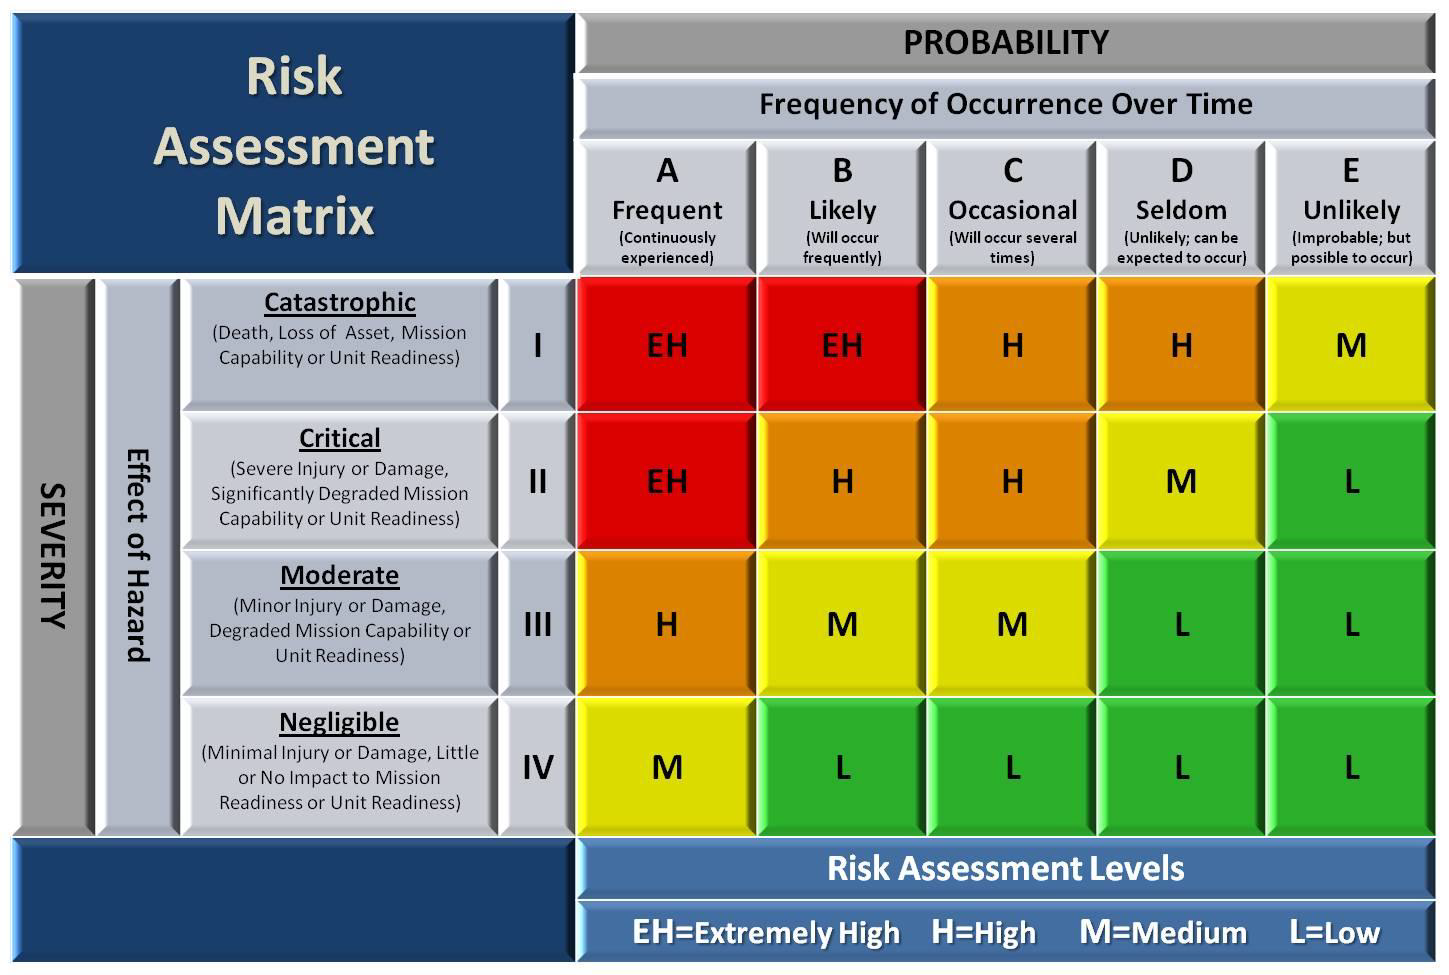 Risk
Assessment
Matrix
PROBABILITY
Frequency of Occurrence Over Time
A
Frequent
(Continuously
experienced)
B
Likely
(Will occur
frequently)
C
Occasional
(Will occur several
times)
D
Seldom
(Unlikely; can be
expected to occur)
E
Unlikely
(Improbable; but
possible to occur)
SEVERITY
Effect of Hazard
Catastrophic
(Death, Loss of Asset, Mission
Capability or Unit Readiness)
I
EH
EH
H
H
M
Critical
(Severe Injury or Damage,
Significantly Degraded Mission
Capability or Unit Readiness)
II
EH
H
H
M
L
Moderate
(Minor Injury or Damage,
Degraded Mission Capability or
Unit Readiness)
III
H
M
M
L
L
Negligible
(Minimal Injury or Damage, Little
or No Impact to Mission
Readiness or Unit Readiness)
IV
M
L
L
L
L
Risk Assessment Levels
EH=Extremely High H=High M=Medium L=Low